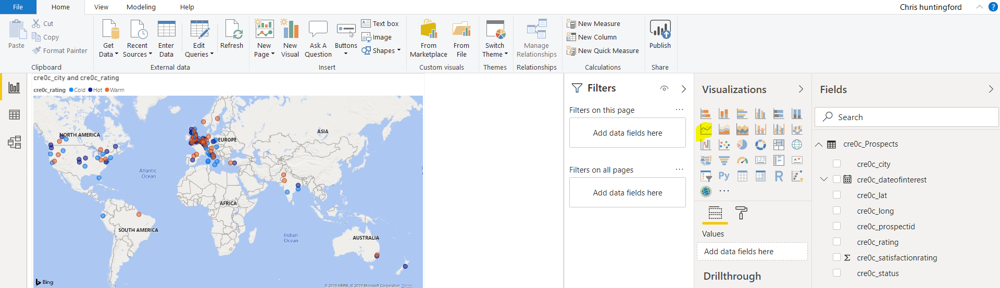 File Home View Modeling Help Chris huntingford ?
Paste
Cut
Copy
Format Painter
Clipboard
Get Data
Recent Sources
Enter Data
Edit Queries
Refresh
External data
New Page
New Visual
Ask A Question
Buttons
Text box
Image
Shapes
Insert
From Marketplace
From File
Custom visuals
Switch Theme
Themes
Manage Relationships
Relationships
New Measure
New Column
New Quick Measure
Calculations
Publish
Share
cre0c_city and cre0c_rating
cre0c_rating Cold Hot Warm
NORTH AMERICA
EUROPE
ASIA
Atlantic
Ocean
AFRICA
SOUTH AMERICA
Indian
Ocean
AUSTRALIA
Bing
© 2019 HERE, © 2019 Microsoft Corporation Terms
Filters
Filters on this page ...
Add data fields here
Filters on all pages ...
Add data fields here
Visualizations
123
Py
R
...
Values
Add data fields here
Drillthrough
Fields
Search
cre0c_Prospects
cre0c_city
cre0c_dateofinterest
cre0c_lat
cre0c_long
cre0c_prospectid
cre0c_rating
Σ cre0c_satisfactionrating
cre0c_status